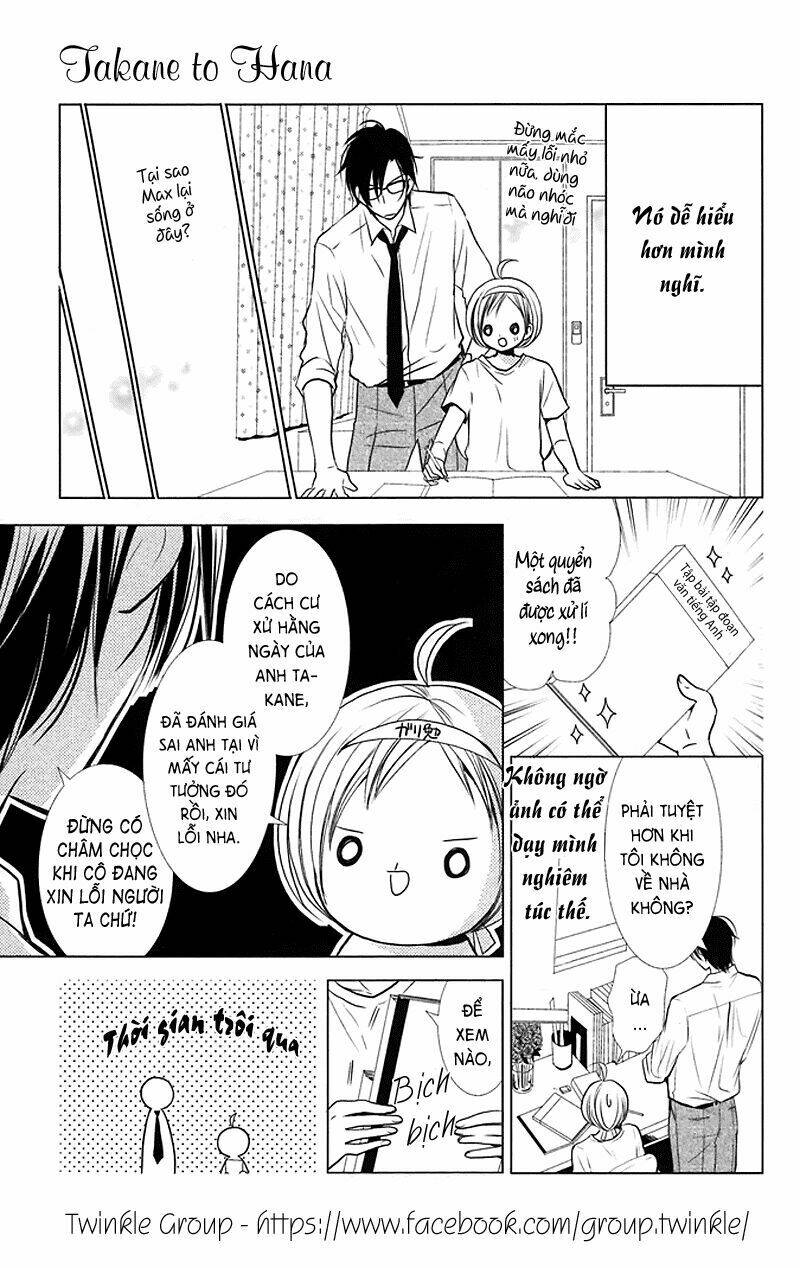 Takane to Hana
Nó dễ hiểu
hơn mình
nghĩ.
Đừng mắc
mấy lỗi nhỏ
nữa. dùng
não nhóc
mà nghĩ đi
Tại sao
Max lại
sống ở
đây?
Một quyển
sách đã
được xử lí
xong!!
Tập bài tập đoạn
văn tiếng Anh
DO
CÁCH CƯ
XỬ HẰNG
NGÀY CỦA
ANH TA-
KANE,
ĐÃ ĐÁNH GIÁ
SAI ANH TẠI VÌ
MẤY CÁI TƯ
TƯỞNG ĐÓ
RỒI, XIN
LỖI NHA.
ガリ勉
ĐỪNG CÓ
CHÂM CHỌC
KHI CÔ ĐANG
XIN LỖI NGƯỜI
TA CHỨ!
PHẢI TUYỆT
HƠN KHI
TÔI KHÔNG
VỀ NHÀ
KHÔNG?
Không ngờ
ảnh có thể
dạy mình
nghiêm
túc thế.
ỪA
...
ĐỂ
XEM
NÀO,
Bịch
bịch
Thời gian trôi qua
Twinkle Group - https://www.facebook.com/group.twinkle/